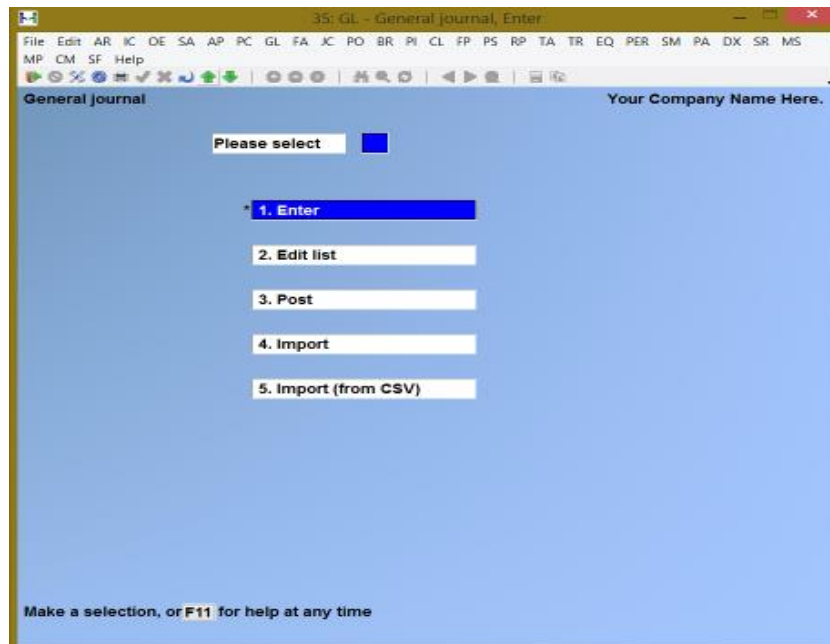 35: GL - General journal, Enter
File Edit AR IC OE SA AP PC GL FA JC PO BR PI CL FP PS RP TA TR EQ PER SM PA DX SR MS
MP CM SF Help
General journal Your Company Name Here.
Please select
* 1. Enter
2. Edit list
3. Post
4. Import
5. Import (from CSV)
Make a selection, or F11 for help at any time